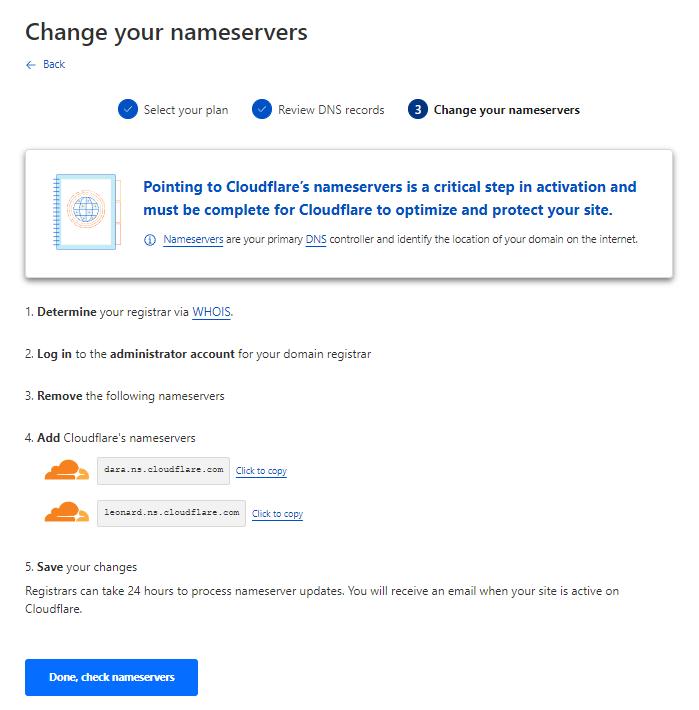 Change your nameservers
← Back
Select your plan
Review DNS records
3 Change your nameservers
Pointing to Cloudflare’s nameservers is a critical step in activation and
must be complete for Cloudflare to optimize and protect your site.
Nameservers are your primary DNS controller and identify the location of your domain on the internet.
1. Determine your registrar via WHOIS.
2. Log in to the administrator account for your domain registrar
3. Remove the following nameservers
4. Add Cloudflare's nameservers
dara.ns.cloudflare.com Click to copy
leonard.ns.cloudflare.com Click to copy
5. Save your changes
Registrars can take 24 hours to process nameserver updates. You will receive an email when your site is active on
Cloudflare.
Done, check nameservers